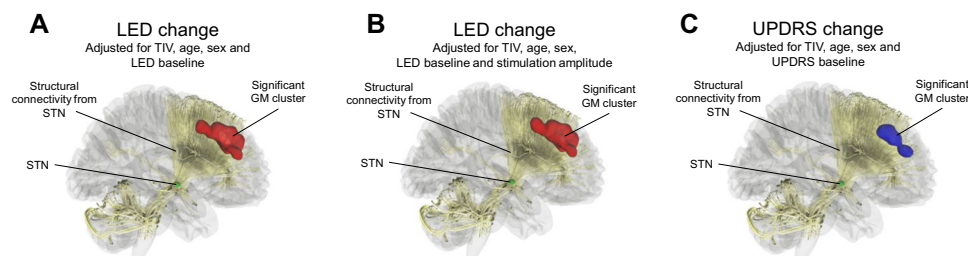 A
LED change
Adjusted for TIV, age, sex and
LED baseline
Structural
connectivity from
STN
Significant
GM cluster
STN
B
LED change
Adjusted for TIV, age, sex,
LED baseline and stimulation amplitude
Structural
connectivity from
STN
Significant
GM cluster
STN
C
UPDRS change
Adjusted for TIV, age, sex and
UPDRS baseline
Structural
connectivity from
STN
Significant
GM cluster
STN